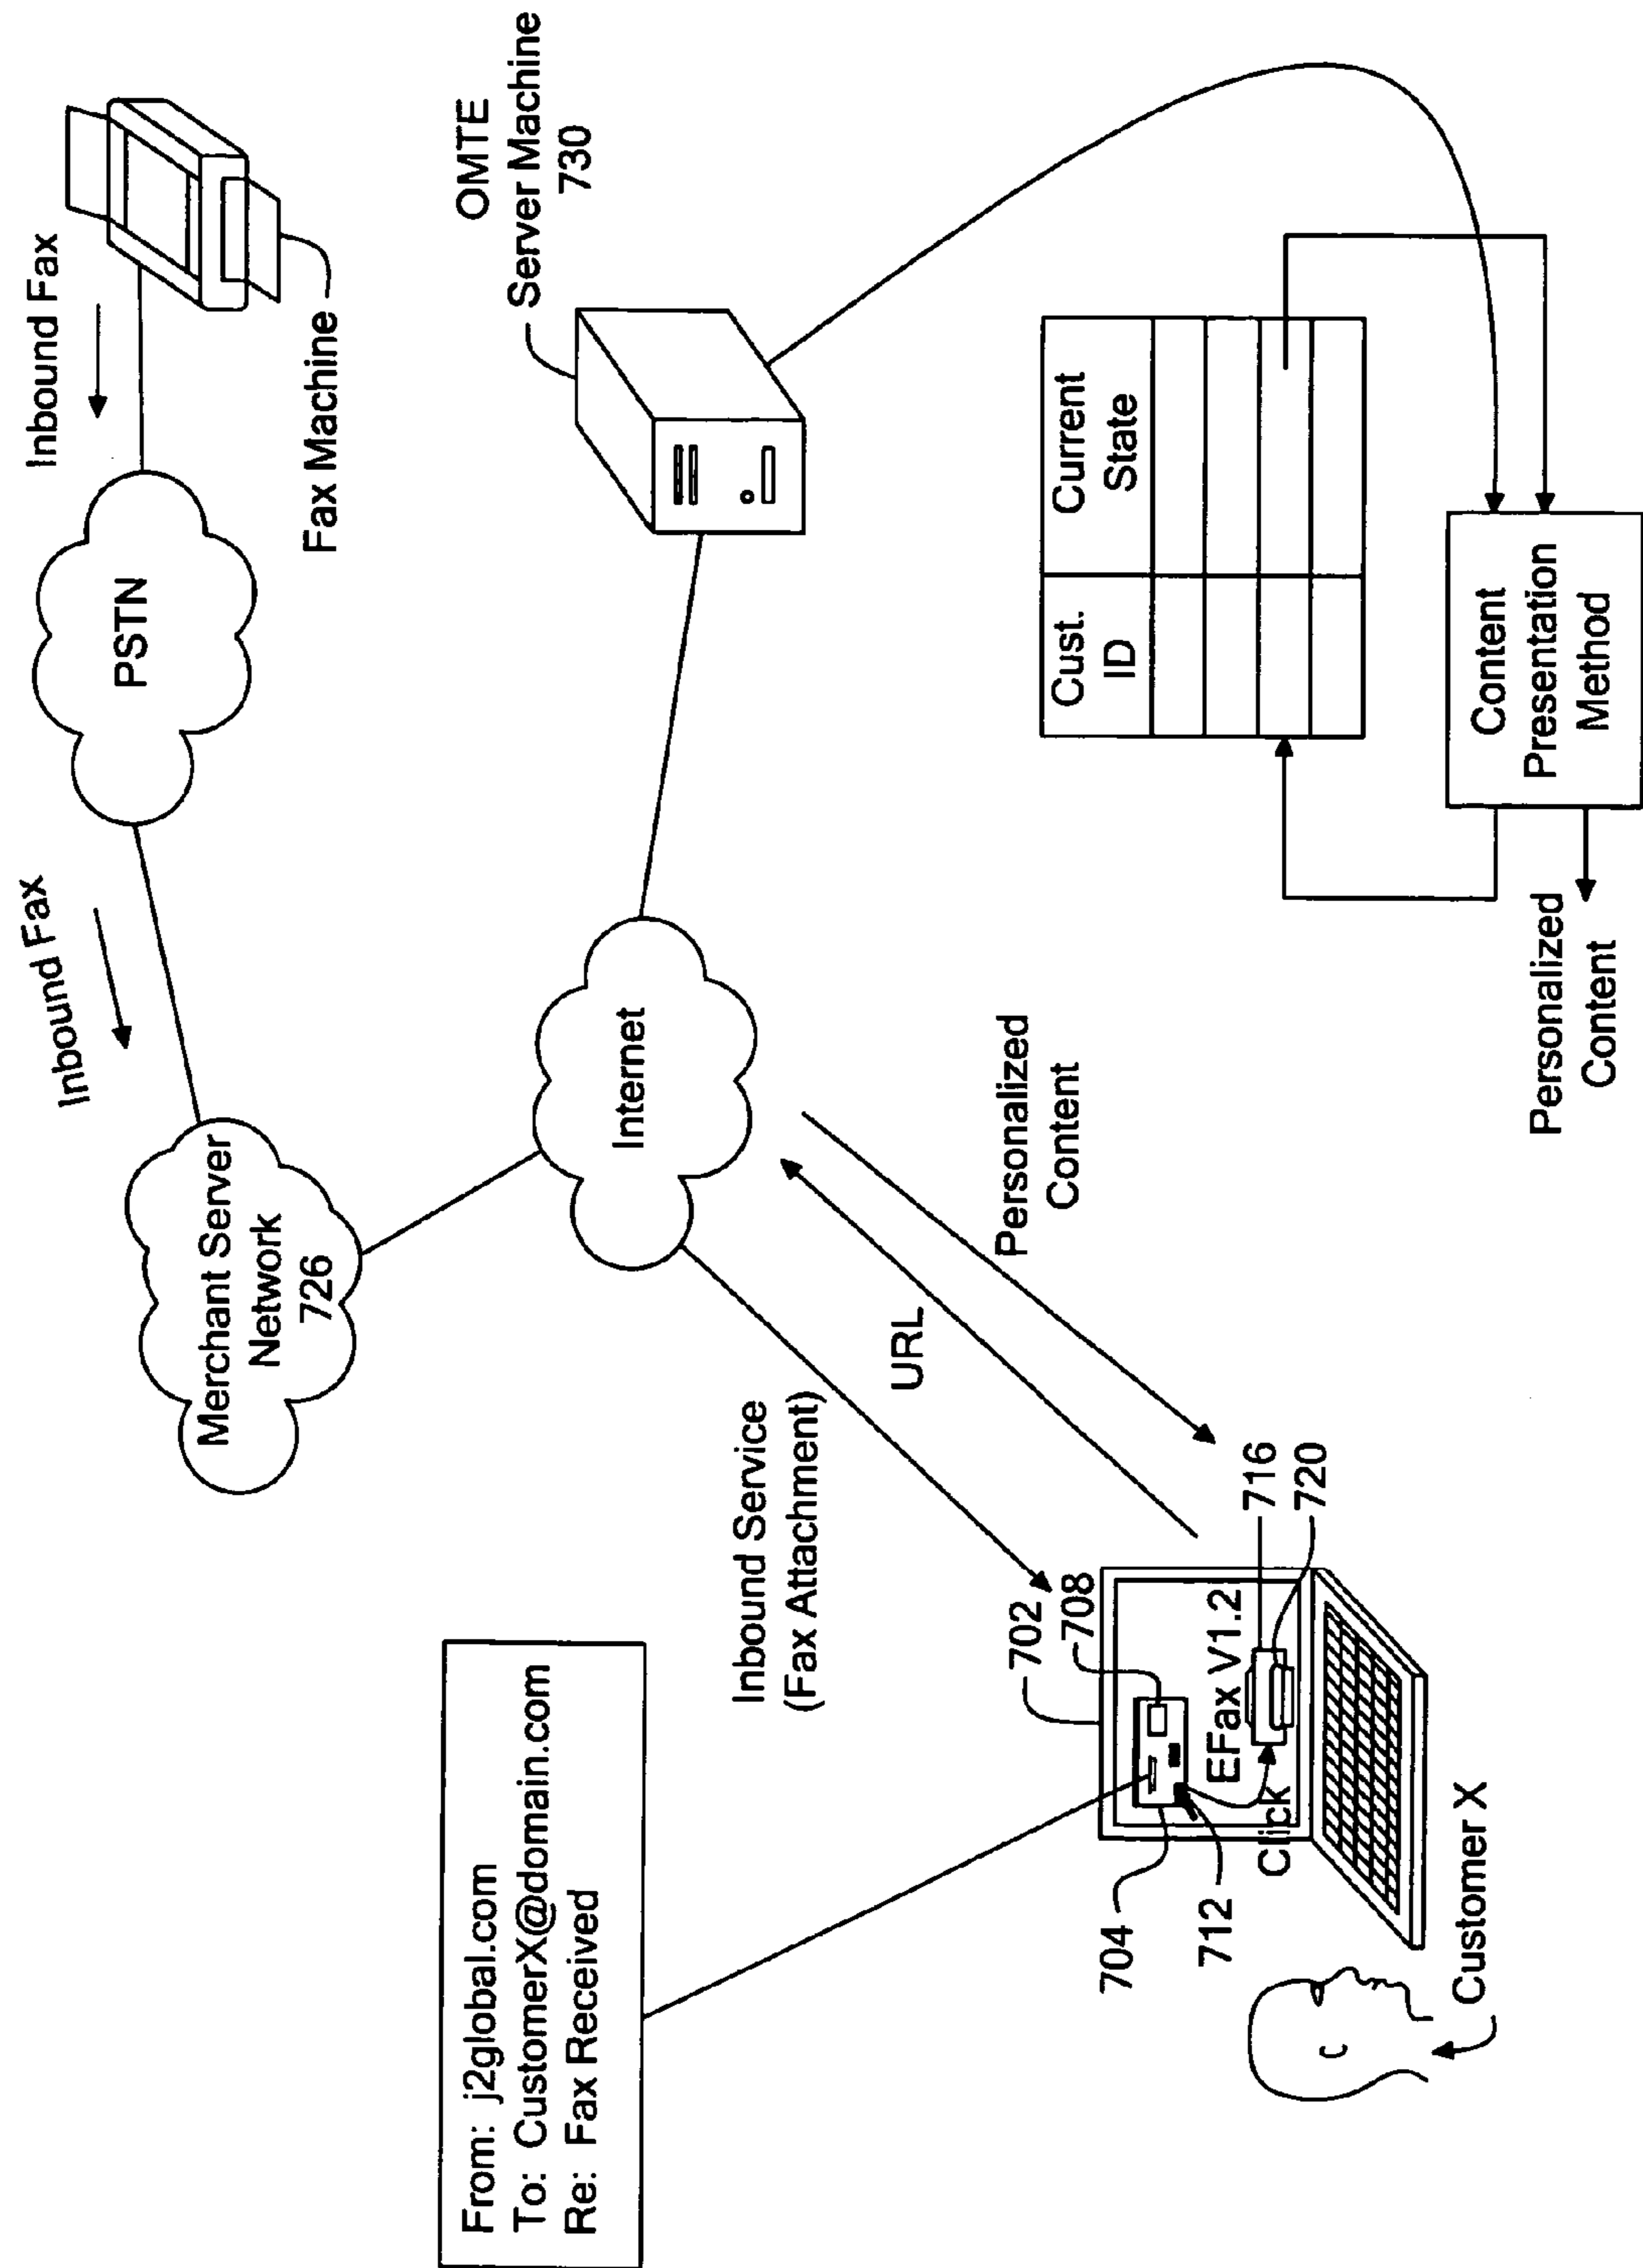 From: j2global.com
To: CustomerX@domain.com
Re: Fax Received
Merchant Server
Network
726
Inbound Fax
PSTN
Inbound Fax
Fax Machine
Inbound Service
(Fax Attachment)
Internet
OMTE
Server Machine
730
URL
Personalized
Content
702
708
704
712
EFax V1.2
Click
716
720
Customer X
Cust.
ID
Current
State
Content
Presentation
Method
Personalized
Content